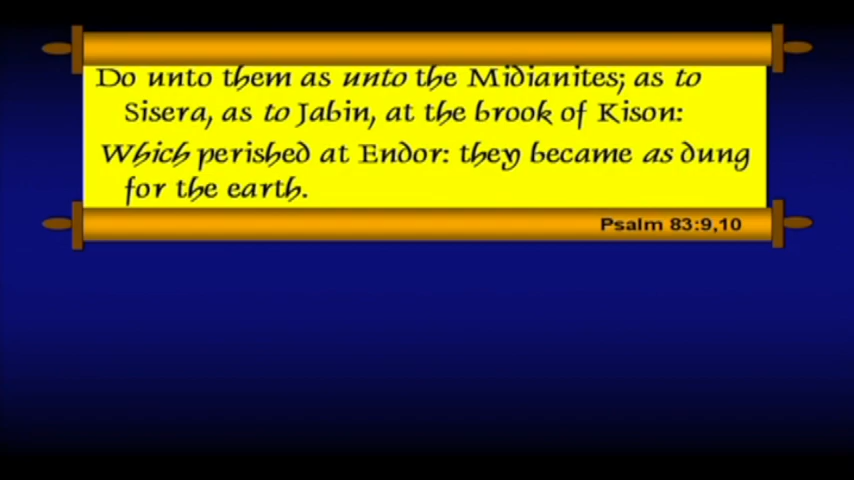 Do unto them as unto the Midianites; as to
Sisera, as to Jabin, at the brook of Kison:
Which perished at Endor: they became as dung
for the earth.
Psalm 83:9,10